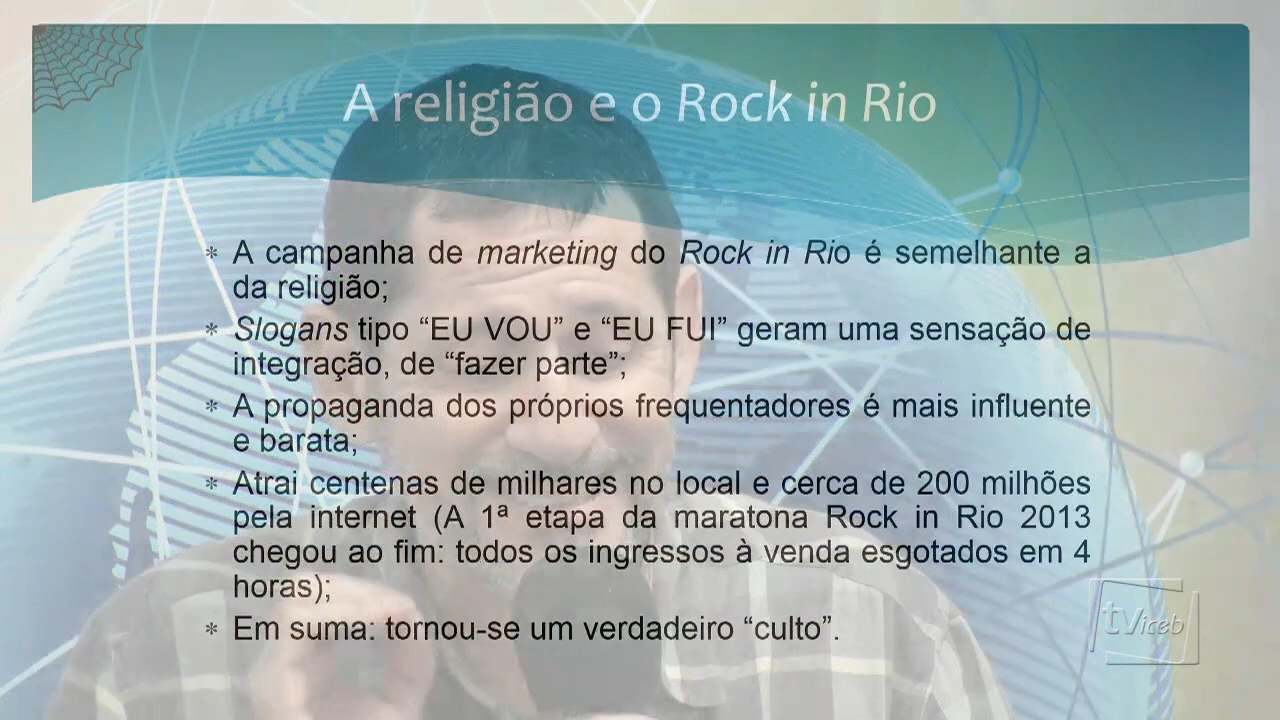 A religião e o Rock in Rio
* A campanha de marketing do Rock in Rio é semelhante a
da religião;
* Slogans tipo “EU VOU” e “EU FUI” geram uma sensação de
integração, de “fazer parte”;
* A propaganda dos próprios frequentadores é mais influente
e barata;
* Atrai centenas de milhares no local e cerca de 200 milhões
pela internet (A 1ª etapa da maratona Rock in Rio 2013
chegou ao fim: todos os ingressos à venda esgotados em 4
horas);
* Em suma: tornou-se um verdadeiro “culto”.
tViceb